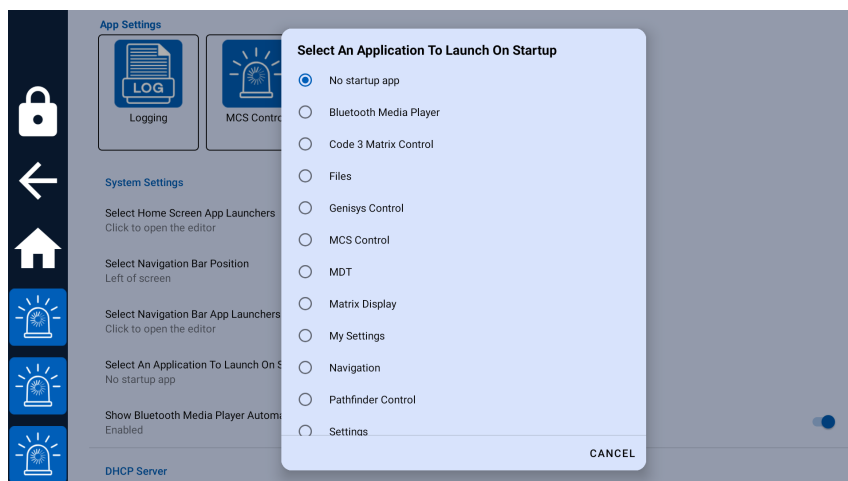 App Settings
LOG
Logging
MCS Contro
System Settings
Select Home Screen App Launchers
Click to open the editor
Select Navigation Bar Position
Left of screen
Select Navigation Bar App Launchers
Click to open the editor
Select An Application To Launch On S
No startup app
Show Bluetooth Media Player Automa
Enabled
DHCP Server
Select An Application To Launch On Startup
No startup app
Bluetooth Media Player
Code 3 Matrix Control
Files
Genisys Control
MCS Control
MDT
Matrix Display
My Settings
Navigation
Pathfinder Control
Settings
CANCEL